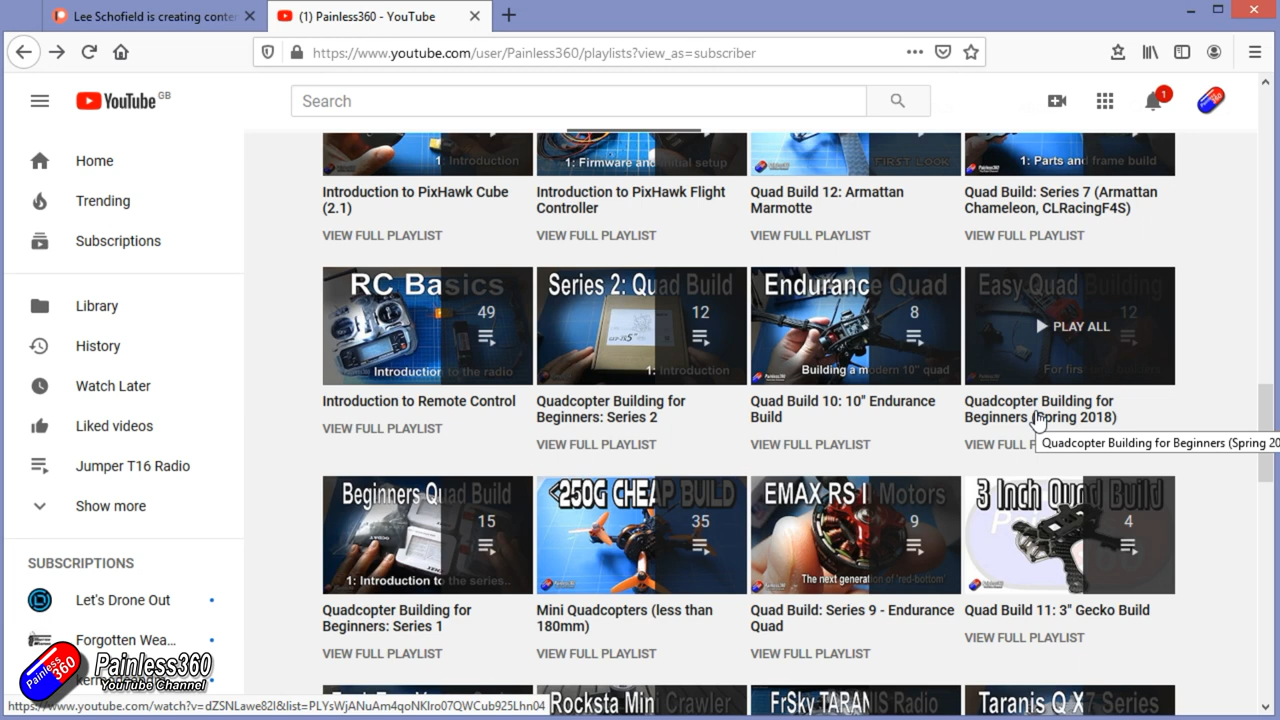 Lee Schofield is creating conte
(1) Painless360 - YouTube
https://www.youtube.com/user/Painless360/playlists?view_as=subscriber
YouTube GB
Search
1
Home
Trending
Subscriptions
Library
History
Watch Later
Liked videos
Jumper T16 Radio
Show more
SUBSCRIPTIONS
Let's Drone Out
Forgotten Wea...
Painless360
Painless360
YouTube Channel
1: Introduction
1: Firmware and initial setup
FIRST LOOK
1: Parts and frame build
Introduction to PixHawk Cube
(2.1)
VIEW FULL PLAYLIST
Introduction to PixHawk Flight
Controller
VIEW FULL PLAYLIST
Quad Build 12: Armattan
Marmotte
VIEW FULL PLAYLIST
Quad Build: Series 7 (Armattan
Chameleon, CLRacingF4S)
VIEW FULL PLAYLIST
RC Basics
49
Introduction to the radio
Introduction to Remote Control
VIEW FULL PLAYLIST
Series 2: Quad Build
12
1: Introduction
Quadcopter Building for
Beginners: Series 2
VIEW FULL PLAYLIST
Endurance Quad
8
Building a modern 10" quad
Quad Build 10: 10" Endurance
Build
VIEW FULL PLAYLIST
Easy Quad Building
12
PLAY ALL
Quadcopter Building for
Beginners (Spring 2018)
VIEW F
Quadcopter Building for Beginners (Spring 20
Beginners Quad Build
15
1: Introduction to the series..
Quadcopter Building for
Beginners: Series 1
VIEW FULL PLAYLIST
250G CHEAP BUILD
35
Mini Quadcopters (less than
180mm)
VIEW FULL PLAYLIST
EMAX RS II Motors
9
The next generation of 'red-bottom'
Quad Build: Series 9 - Endurance
Quad
VIEW FULL PLAYLIST
3 Inch Quad Build
4
Quad Build 11: 3" Gecko Build
VIEW FULL PLAYLIST
Rocksta Mini Crawler
FrSky TARANIS Radio
Taranis Q X7 Series
https://www.youtube.com/watch?v=dZSNLawe82I&list=PLYsWjANuAm4qoNKIro07QWCub925Lhn04